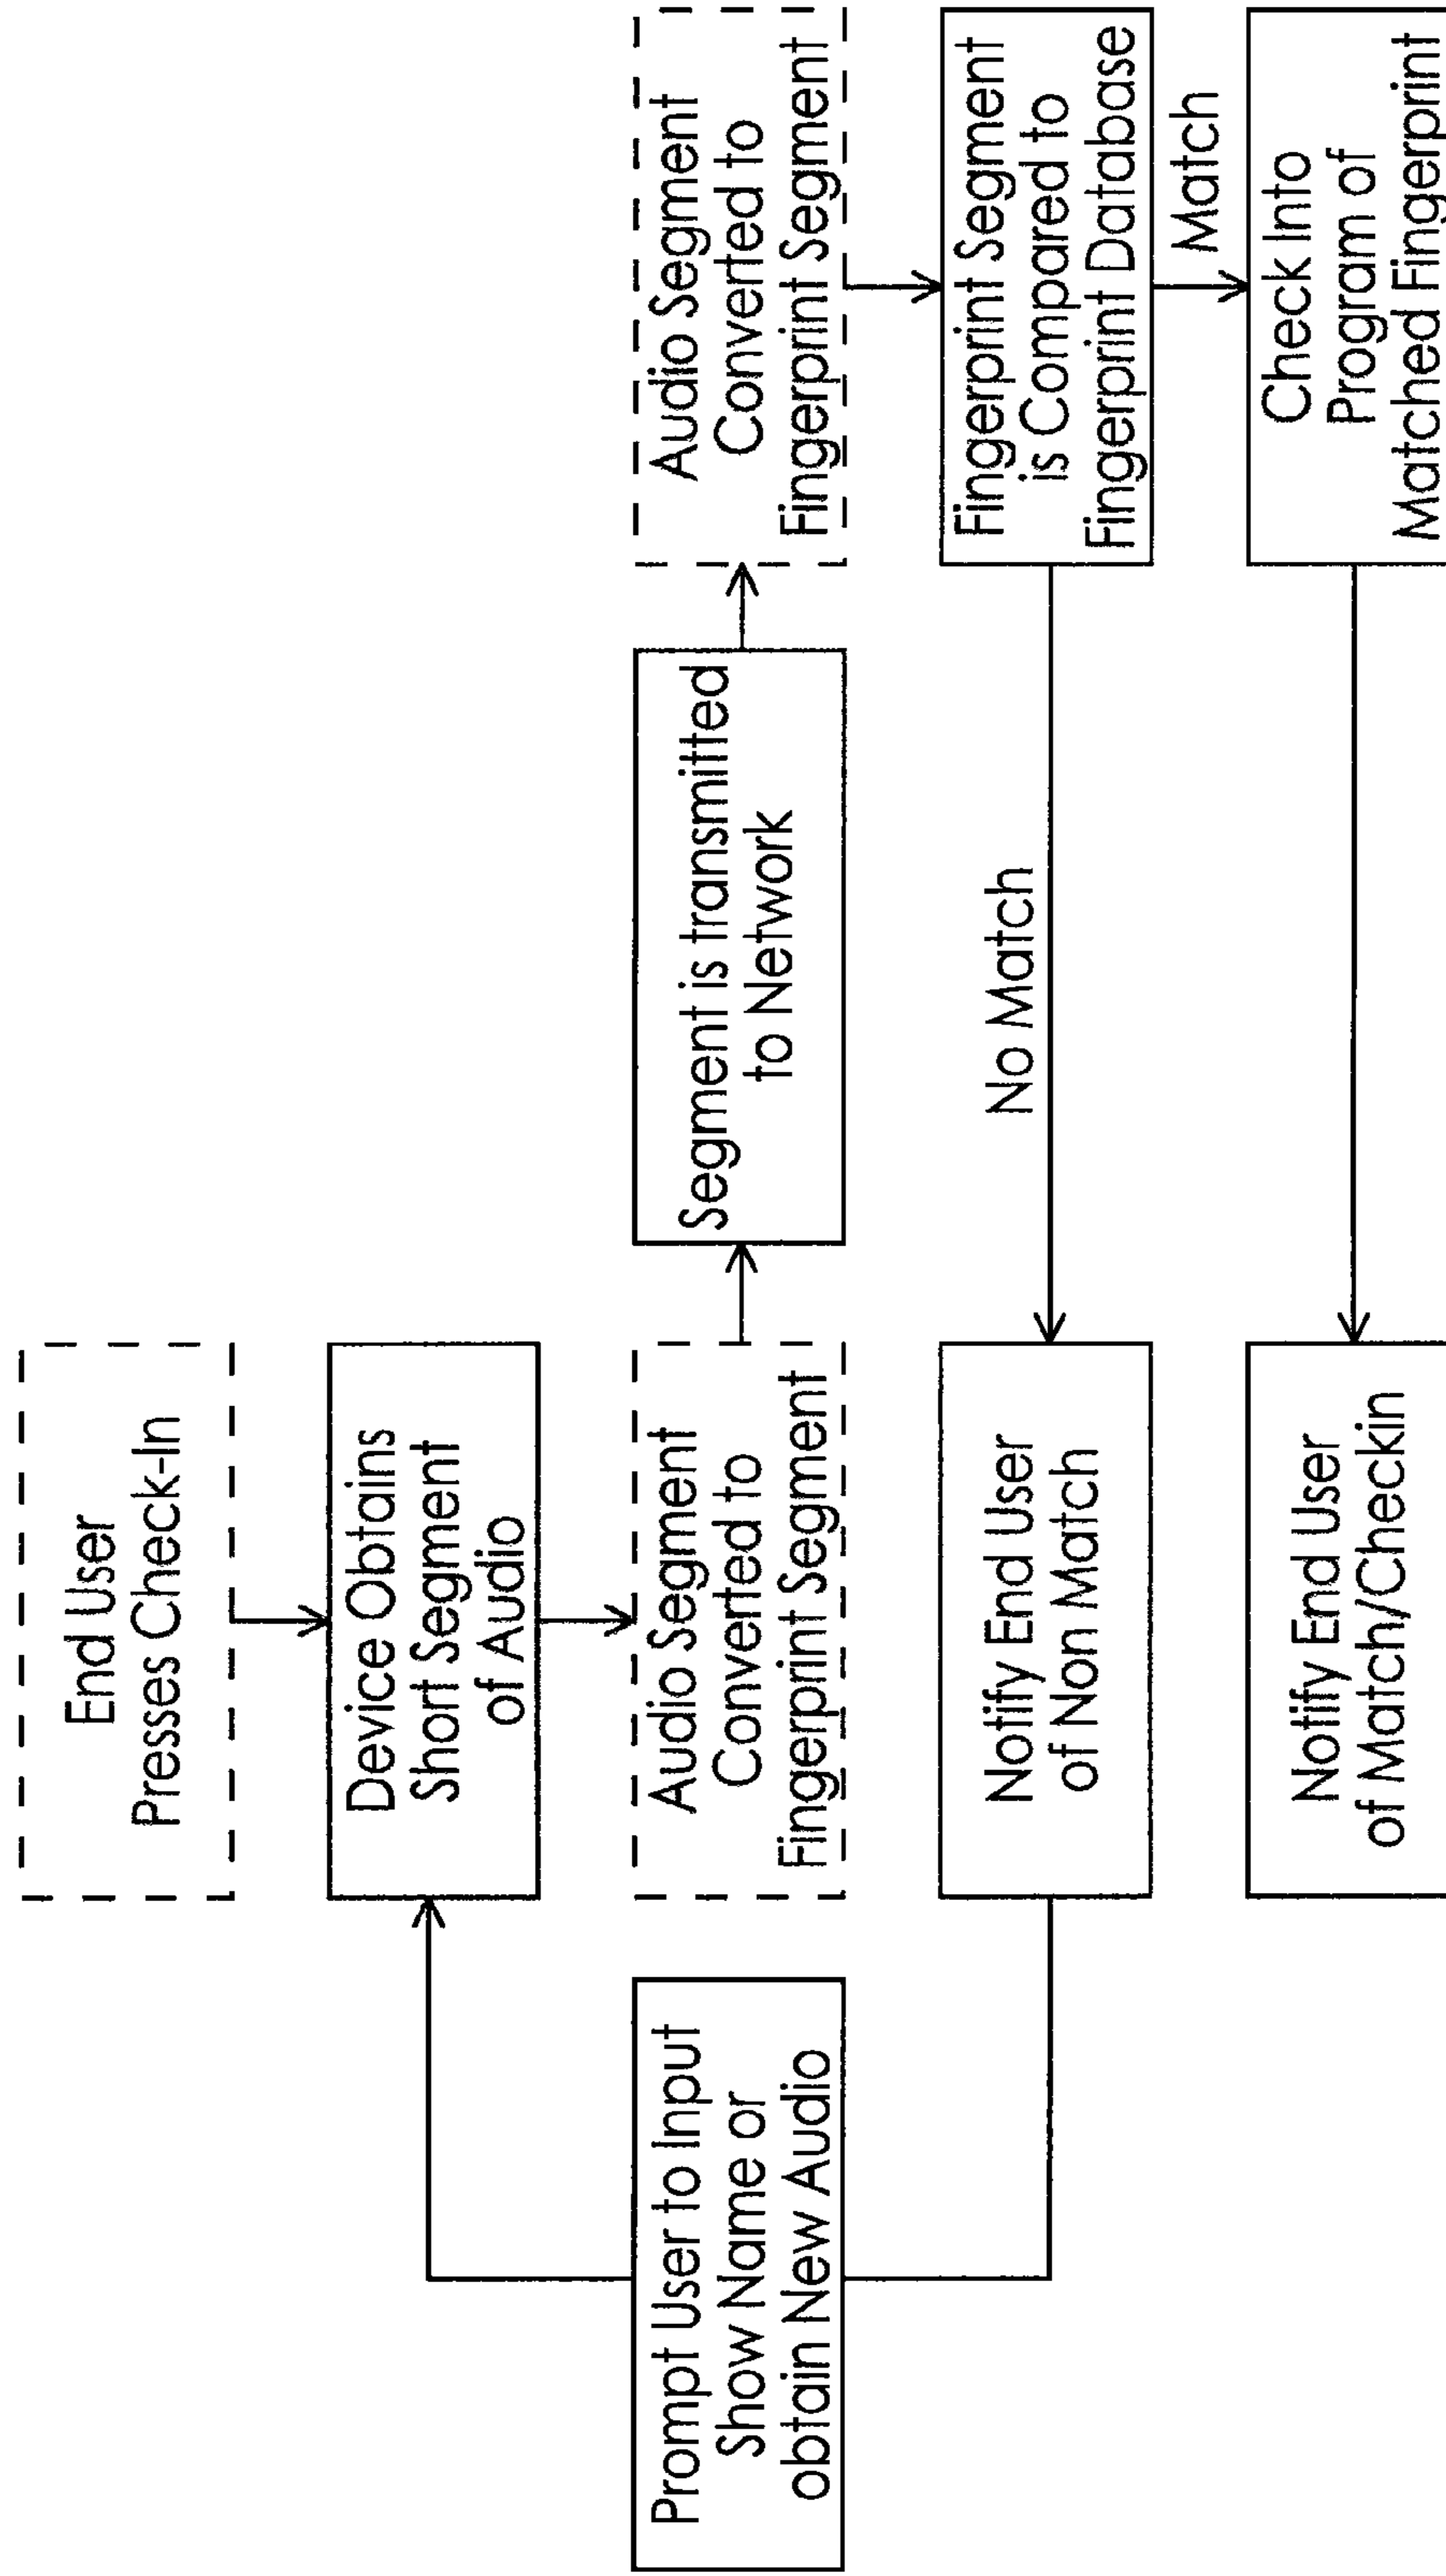 End User
Presses Check-In
Device Obtains
Short Segment
of Audio
Prompt User to Input
Show Name or
obtain New Audio
Audio Segment
Converted to
Fingerprint Segment
Segment is transmitted
to Network
Audio Segment
Converted to
Fingerprint Segment
Notify End User
of Non Match
No Match
Fingerprint Segment
is Compared to
Fingerprint Database
Match
Notify End User
of Match/Checkin
Check Into
Program of
Matched Fingerprint